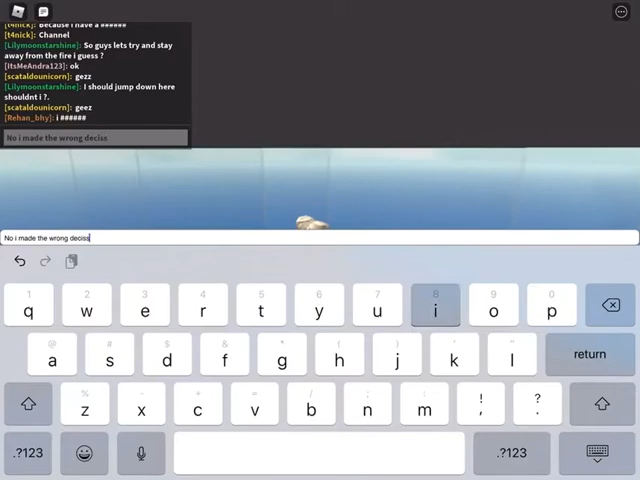 [t4nick]: Because i have a ######
[t4nick]: Channel
[Lilymoonstarshine]: So guys lets try and stay
away from the fire i guess ?
[ItsMeAndra123]: ok
[scataldounicorn]: gezz
[Lilymoonstarshine]: I should jump down here
shouldnt i ?.
[scataldounicorn]: geez
[Rehan_bhy]: i ######
No i made the wrong deciss
No i made the wrong deciss
1 2 3 4 5 6 7 8 9 0
q w e r t y u i o p
@ # $ & * ( ) ' "
a s d f g h j k l return
% - + = / ; : ! ?
z x c v b n m , .
.?123 .?123